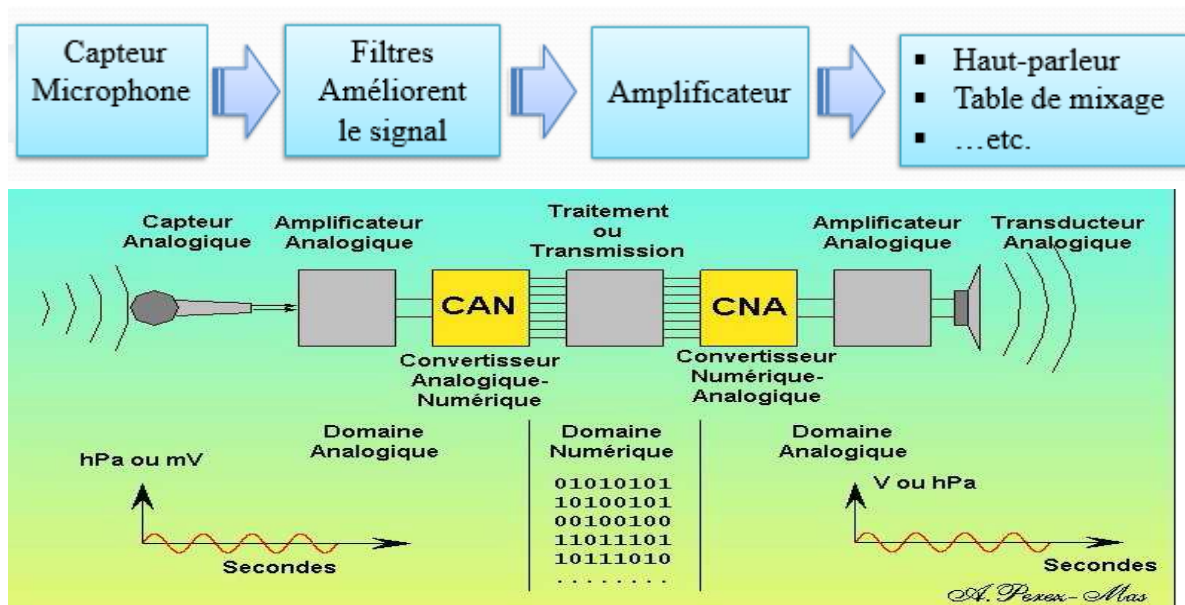 Capteur
Microphone
Filtres
Améliorent
le signal
Amplificateur
▪ Haut-parleur
▪ Table de mixage
▪ …etc.
Capteur
Analogique
Amplificateur
Analogique
Traitement
ou
Transmission
Amplificateur
Analogique
Transducteur
Analogique
CAN
CNA
Convertisseur
Analogique-
Numérique
Convertisseur
Numérique-
Analogique
Domaine
Analogique
Domaine
Numérique
Domaine
Analogique
hPa ou mV
Secondes
01010101
10100101
00100100
11011101
10111010
. . . . . . . .
V ou hPa
Secondes
A. Perex-Mas